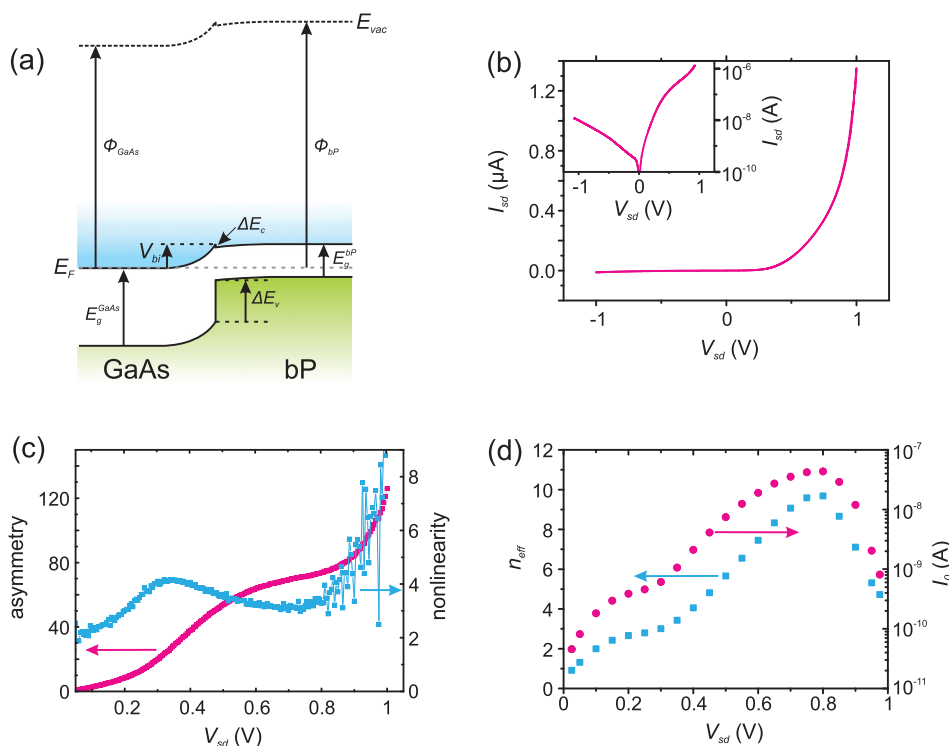 (a)
E_vac
Φ_GaAs
Φ_bP
ΔE_c
V_bi
E_F
E_g^bP
E_g^GaAs
ΔE_v
GaAs bP
(b)
1.2
0.8
0.4
0.0
I_sd (μA)
-1 0 1
V_sd (V)
10^-6
10^-8
10^-10
I_sd (A)
-1 0 1
V_sd (V)
(c)
120
80
40
0
asymmetry
8
6
4
2
0
nonlinearity
0.2 0.4 0.6 0.8 1
V_sd (V)
(d)
12
10
8
6
4
2
0
n_eff
10^-7
10^-8
10^-9
10^-10
10^-11
I_0 (A)
0 0.2 0.4 0.6 0.8 1
V_sd (V)